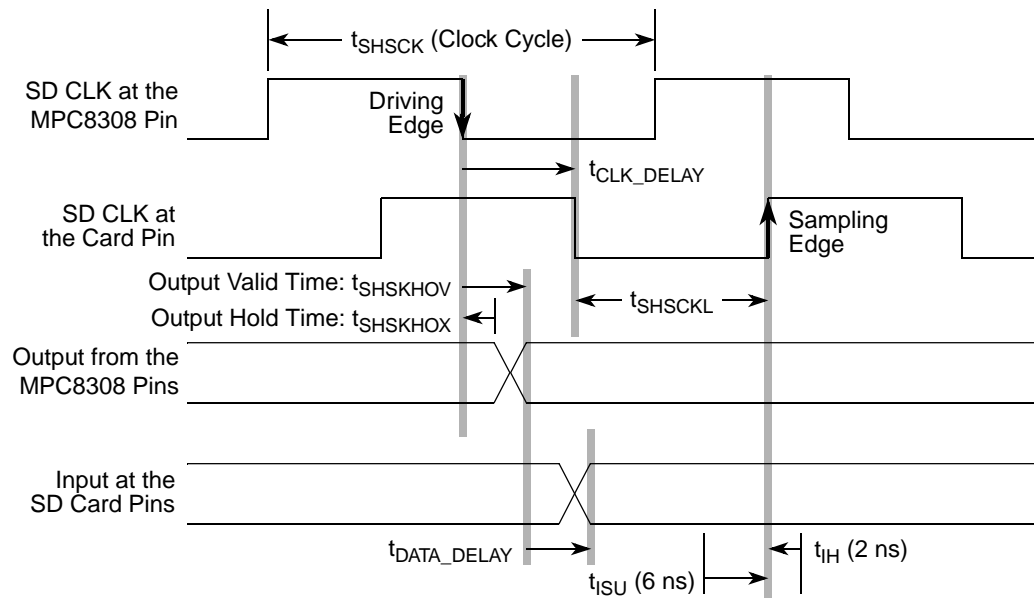 tSHSCK (Clock Cycle)
SD CLK at the
MPC8308 Pin
Driving
Edge
tCLK_DELAY
SD CLK at
the Card Pin
Sampling
Edge
Output Valid Time: tSHSKHOV
tSHSCKL
Output Hold Time: tSHSKHOX
Output from the
MPC8308 Pins
Input at the
SD Card Pins
tDATA_DELAY
tIH (2 ns)
tISU (6 ns)